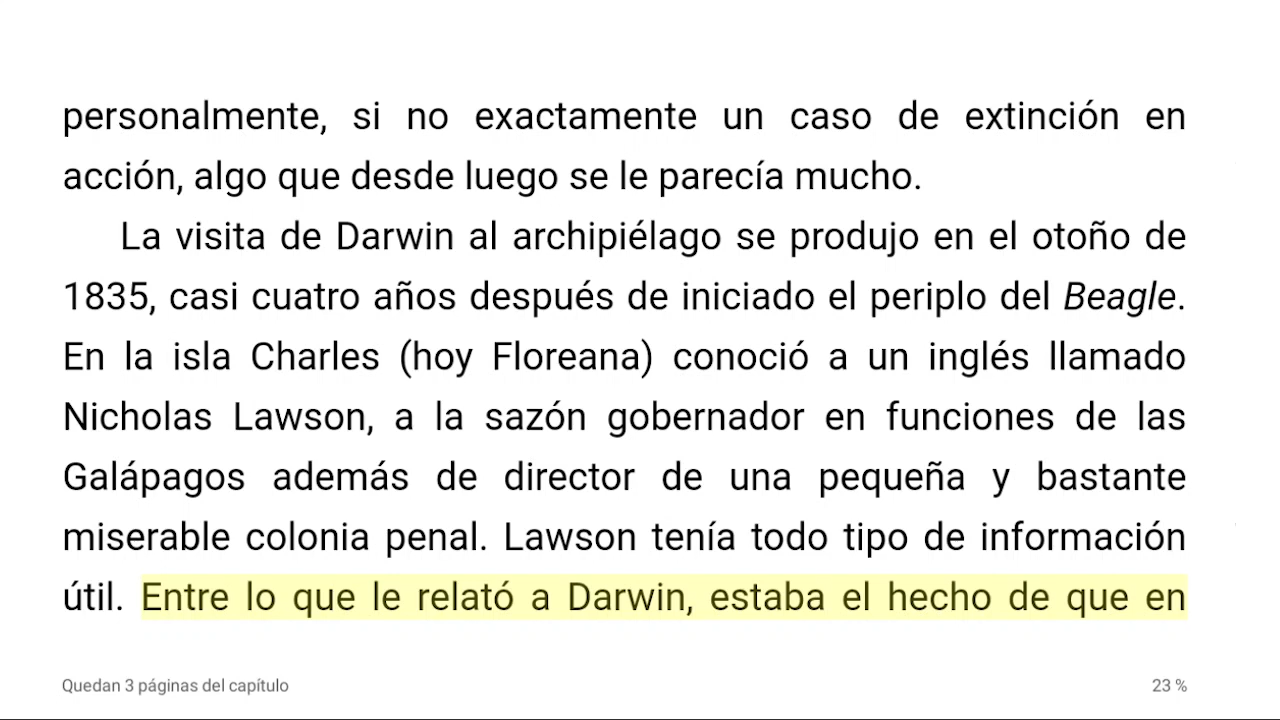 personalmente, si no exactamente un caso de extinción en
acción, algo que desde luego se le parecía mucho.
La visita de Darwin al archipiélago se produjo en el otoño de
1835, casi cuatro años después de iniciado el periplo del Beagle.
En la isla Charles (hoy Floreana) conoció a un inglés llamado
Nicholas Lawson, a la sazón gobernador en funciones de las
Galápagos además de director de una pequeña y bastante
miserable colonia penal. Lawson tenía todo tipo de información
útil. Entre lo que le relató a Darwin, estaba el hecho de que en
Quedan 3 páginas del capítulo
23 %